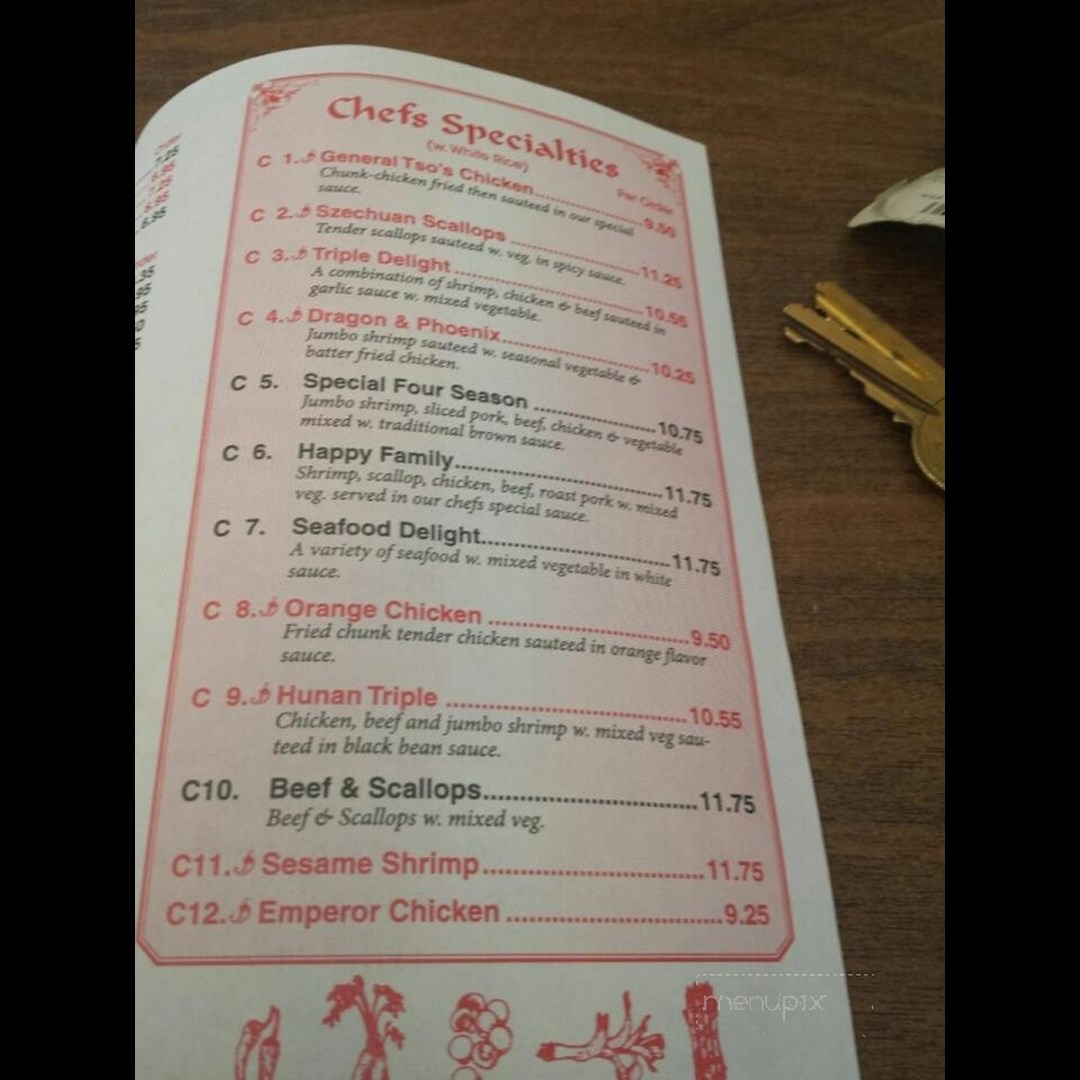 Chefs Specialties
(w. White Rice)
Per Order
C 1. General Tso's Chicken..............9.50
Chunk-chicken fried then sauteed in our special
sauce.
C 2. Szechuan Scallops ..............11.25
Tender scallops sauteed w. veg. in spicy sauce.
C 3. Triple Delight ..............10.55
A combination of shrimp, chicken & beef sauteed in
garlic sauce w. mixed vegetable.
C 4. Dragon & Phoenix..............10.25
Jumbo shrimp sauteed w. seasonal vegetable &
batter fried chicken.
C 5. Special Four Season ..............10.75
Jumbo shrimp, sliced pork, beef, chicken & vegetable
mixed w. traditional brown sauce.
C 6. Happy Family..............11.75
Shrimp, scallop, chicken, beef, roast pork w. mixed
veg. served in our chefs special sauce.
C 7. Seafood Delight..............11.75
A variety of seafood w. mixed vegetable in white
sauce.
C 8. Orange Chicken ..............9.50
Fried chunk tender chicken sauteed in orange flavor
sauce.
C 9. Hunan Triple ..............10.55
Chicken, beef and jumbo shrimp w. mixed veg sau-
teed in black bean sauce.
C10. Beef & Scallops..............11.75
Beef & Scallops w. mixed veg.
C11. Sesame Shrimp..............11.75
C12. Emperor Chicken ..............9.25
menupix